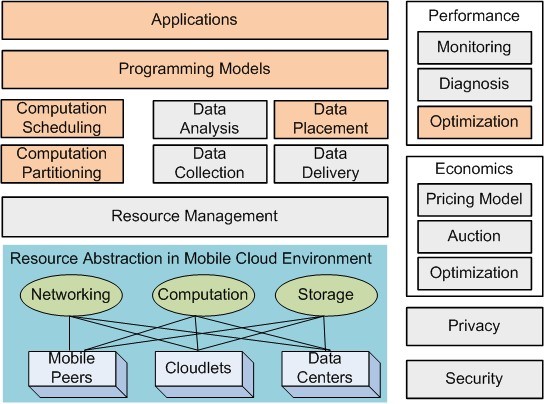 Applications
Programming Models
Computation
Scheduling
Data
Analysis
Data
Placement
Computation
Partitioning
Data
Collection
Data
Delivery
Resource Management
Resource Abstraction in Mobile Cloud Environment
Networking
Computation
Storage
Mobile
Peers
Cloudlets
Data
Centers
Performance
Monitoring
Diagnosis
Optimization
Economics
Pricing Model
Auction
Optimization
Privacy
Security